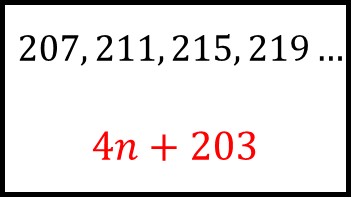 207, 211, 215, 219 ...
4n + 203